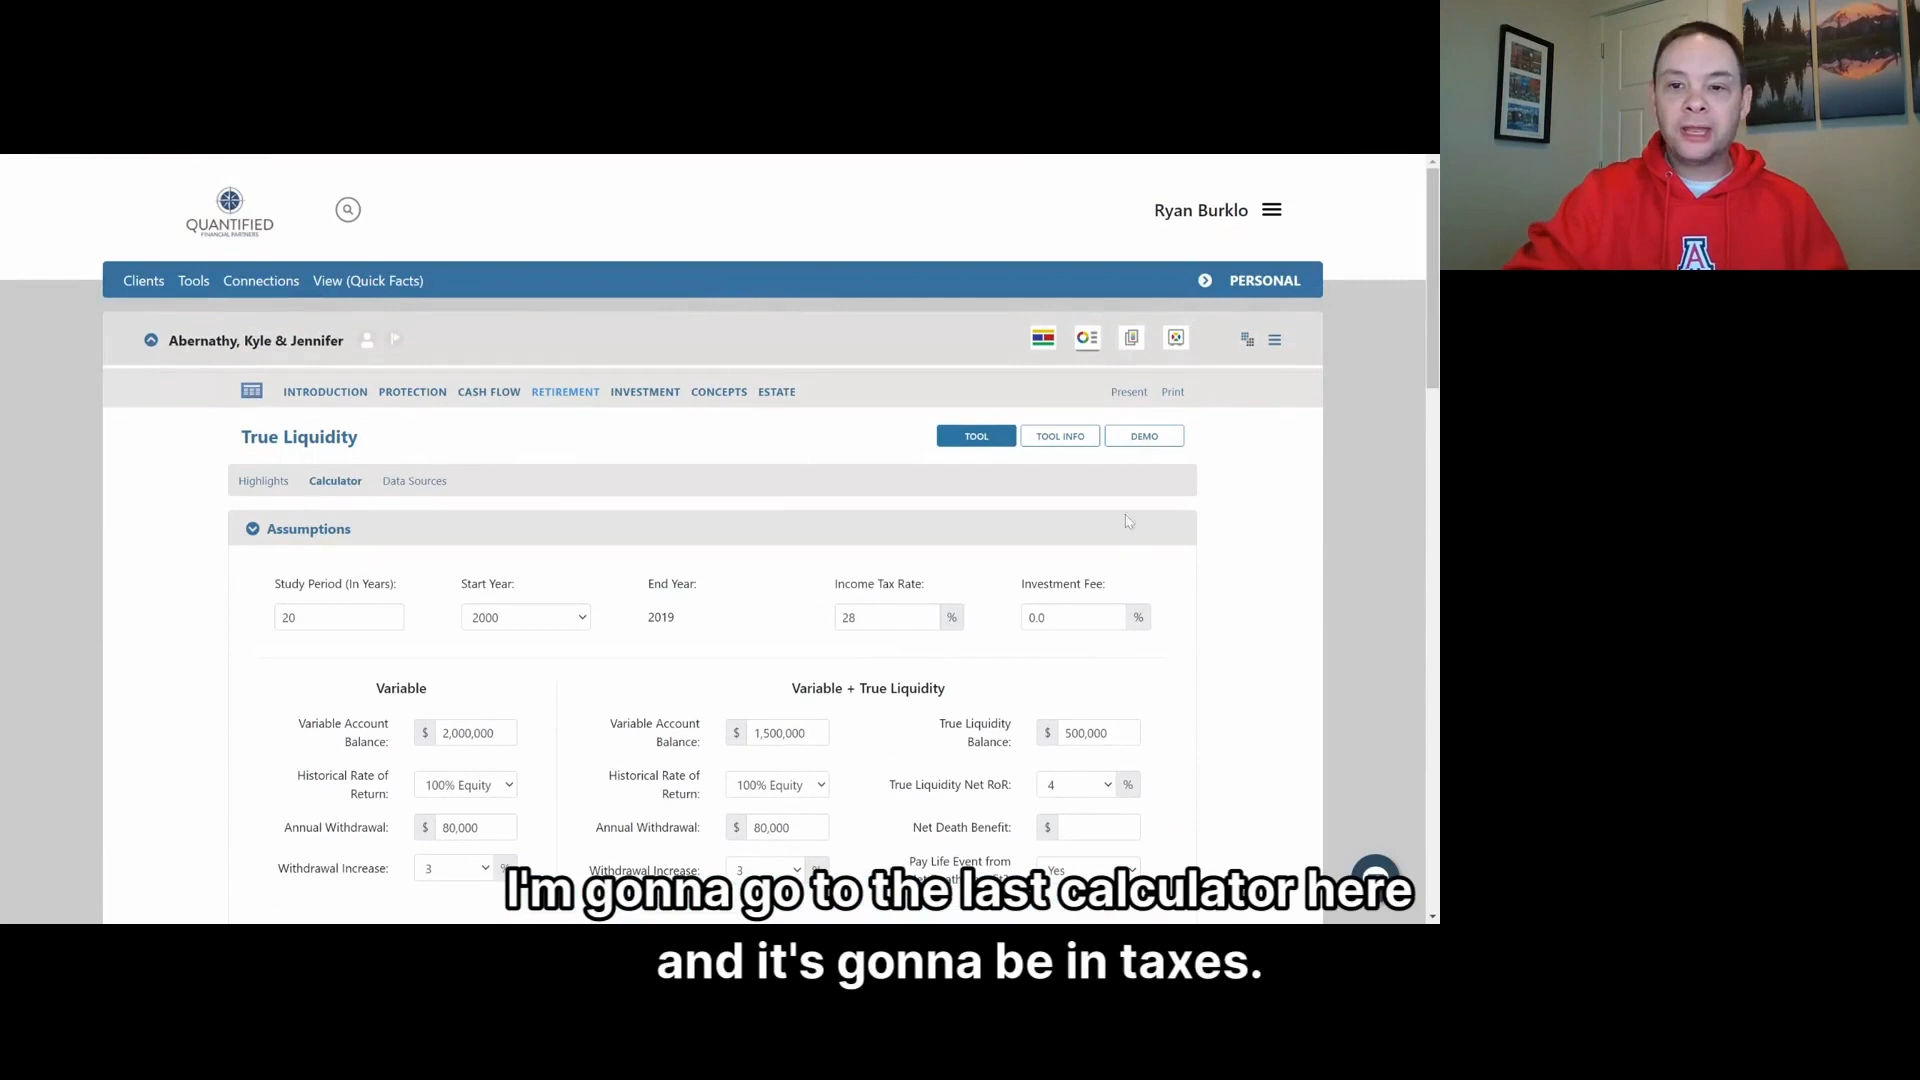 QUANTIFIED
FINANCIAL PARTNERS
Ryan Burklo
Clients Tools Connections View (Quick Facts) PERSONAL
Abernathy, Kyle & Jennifer
INTRODUCTION PROTECTION CASH FLOW RETIREMENT INVESTMENT CONCEPTS ESTATE Present Print
True Liquidity TOOL TOOL INFO DEMO
Highlights Calculator Data Sources
Assumptions
Study Period (In Years): Start Year: End Year: Income Tax Rate: Investment Fee:
20 2000 2019 28 % 0.0 %
Variable Variable + True Liquidity
Variable Account Balance: $ 2,000,000 Variable Account Balance: $ 1,500,000 True Liquidity Balance: $ 500,000
Historical Rate of Return: 100% Equity Historical Rate of Return: 100% Equity True Liquidity Net RoR: 4 %
Annual Withdrawal: $ 80,000 Annual Withdrawal: $ 80,000 Net Death Benefit: $
Withdrawal Increase: 3 % Withdrawal Increase: 3 % Pay Life Event from Yes
I'm gonna go to the last calculator here
and it's gonna be in taxes.
A